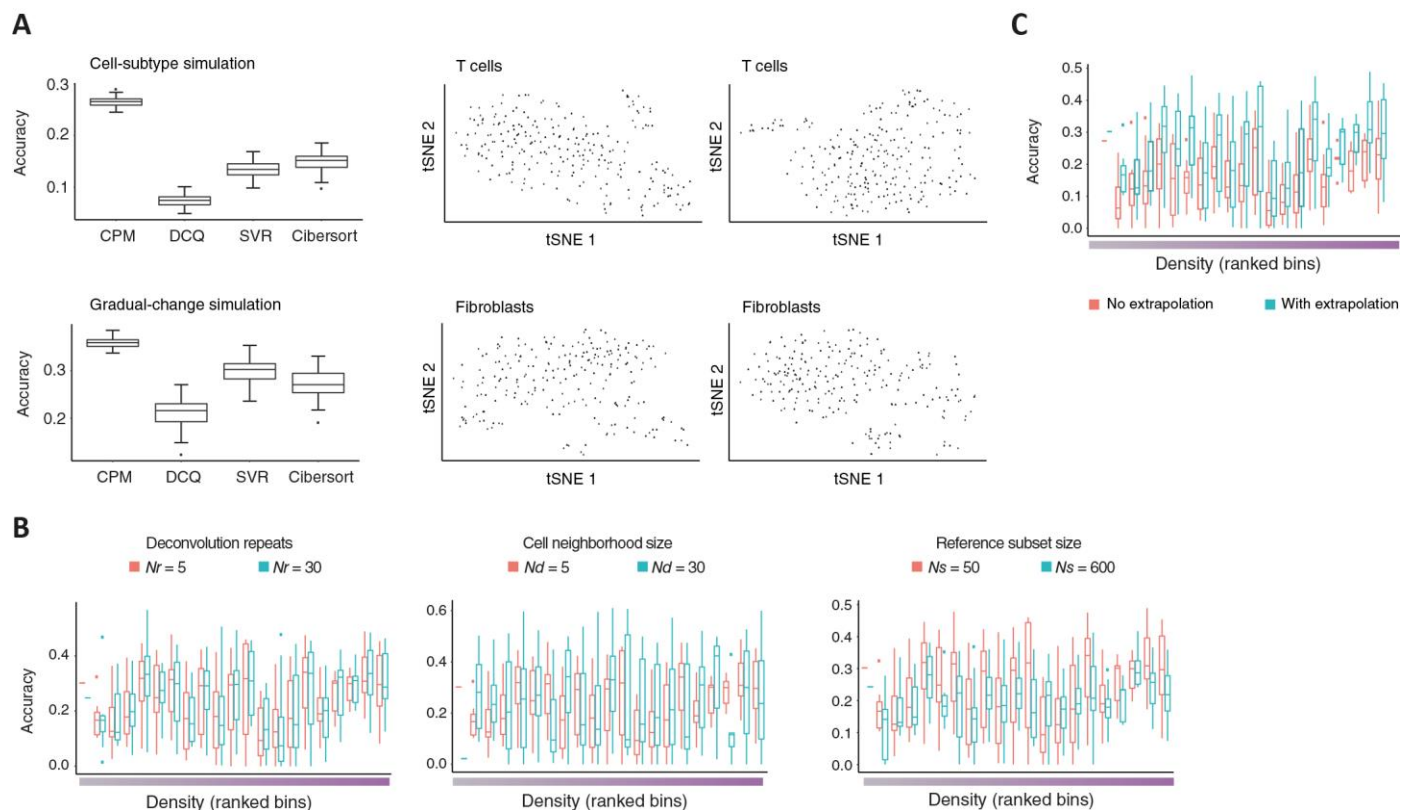 A
Cell-subtype simulation
Accuracy
0.3
0.2
0.1
CPM DCQ SVR Cibersort
T cells
tSNE 2
tSNE 1
T cells
tSNE 2
tSNE 1
Gradual-change simulation
Accuracy
0.3
0.2
CPM DCQ SVR Cibersort
Fibroblasts
tSNE 2
tSNE 1
Fibroblasts
tSNE 2
tSNE 1
C
Accuracy
0.5
0.4
0.3
0.2
0.1
0.0
Density (ranked bins)
No extrapolation With extrapolation
B
Deconvolution repeats
Nr = 5 Nr = 30
Accuracy
0.4
0.2
0.0
Density (ranked bins)
Cell neighborhood size
Nd = 5 Nd = 30
0.6
0.4
0.2
0.0
Density (ranked bins)
Reference subset size
Ns = 50 Ns = 600
0.5
0.4
0.3
0.2
0.1
0.0
Density (ranked bins)